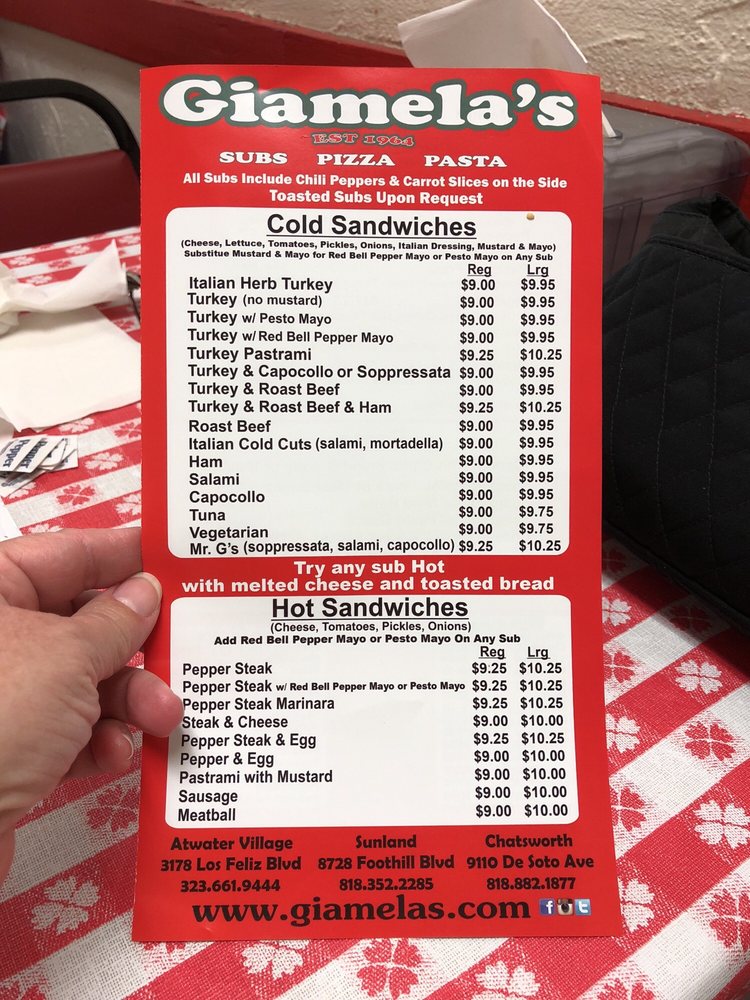 Giamela's
EST 1964
SUBS PIZZA PASTA
All Subs Include Chili Peppers & Carrot Slices on the Side
Toasted Subs Upon Request
Cold Sandwiches
(Cheese, Lettuce, Tomatoes, Pickles, Onions, Italian Dressing, Mustard & Mayo)
Substitue Mustard & Mayo for Red Bell Pepper Mayo or Pesto Mayo on Any Sub
Reg Lrg
Italian Herb Turkey $9.00 $9.95
Turkey (no mustard) $9.00 $9.95
Turkey w/ Pesto Mayo $9.00 $9.95
Turkey w/Red Bell Pepper Mayo $9.00 $9.95
Turkey Pastrami $9.25 $10.25
Turkey & Capocollo or Soppressata $9.00 $9.95
Turkey & Roast Beef $9.00 $9.95
Turkey & Roast Beef & Ham $9.25 $10.25
Roast Beef $9.00 $9.95
Italian Cold Cuts (salami, mortadella) $9.00 $9.95
Ham $9.00 $9.95
Salami $9.00 $9.95
Capocollo $9.00 $9.95
Tuna $9.00 $9.75
Vegetarian $9.00 $9.75
Mr. G's (soppressata, salami, capocollo) $9.25 $10.25
Try any sub Hot
with melted cheese and toasted bread
Hot Sandwiches
(Cheese, Tomatoes, Pickles, Onions)
Add Red Bell Pepper Mayo or Pesto Mayo On Any Sub
Reg Lrg
Pepper Steak $9.25 $10.25
Pepper Steak w/ Red Bell Pepper Mayo or Pesto Mayo $9.25 $10.25
Pepper Steak Marinara $9.25 $10.25
Steak & Cheese $9.00 $10.00
Pepper Steak & Egg $9.25 $10.25
Pepper & Egg $9.00 $10.00
Pastrami with Mustard $9.00 $10.00
Sausage $9.00 $10.00
Meatball $9.00 $10.00
Atwater Village Sunland Chatsworth
3178 Los Feliz Blvd 8728 Foothill Blvd 9110 De Soto Ave
323.661.9444 818.352.2285 818.882.1877
www.giamelas.com
Pepper